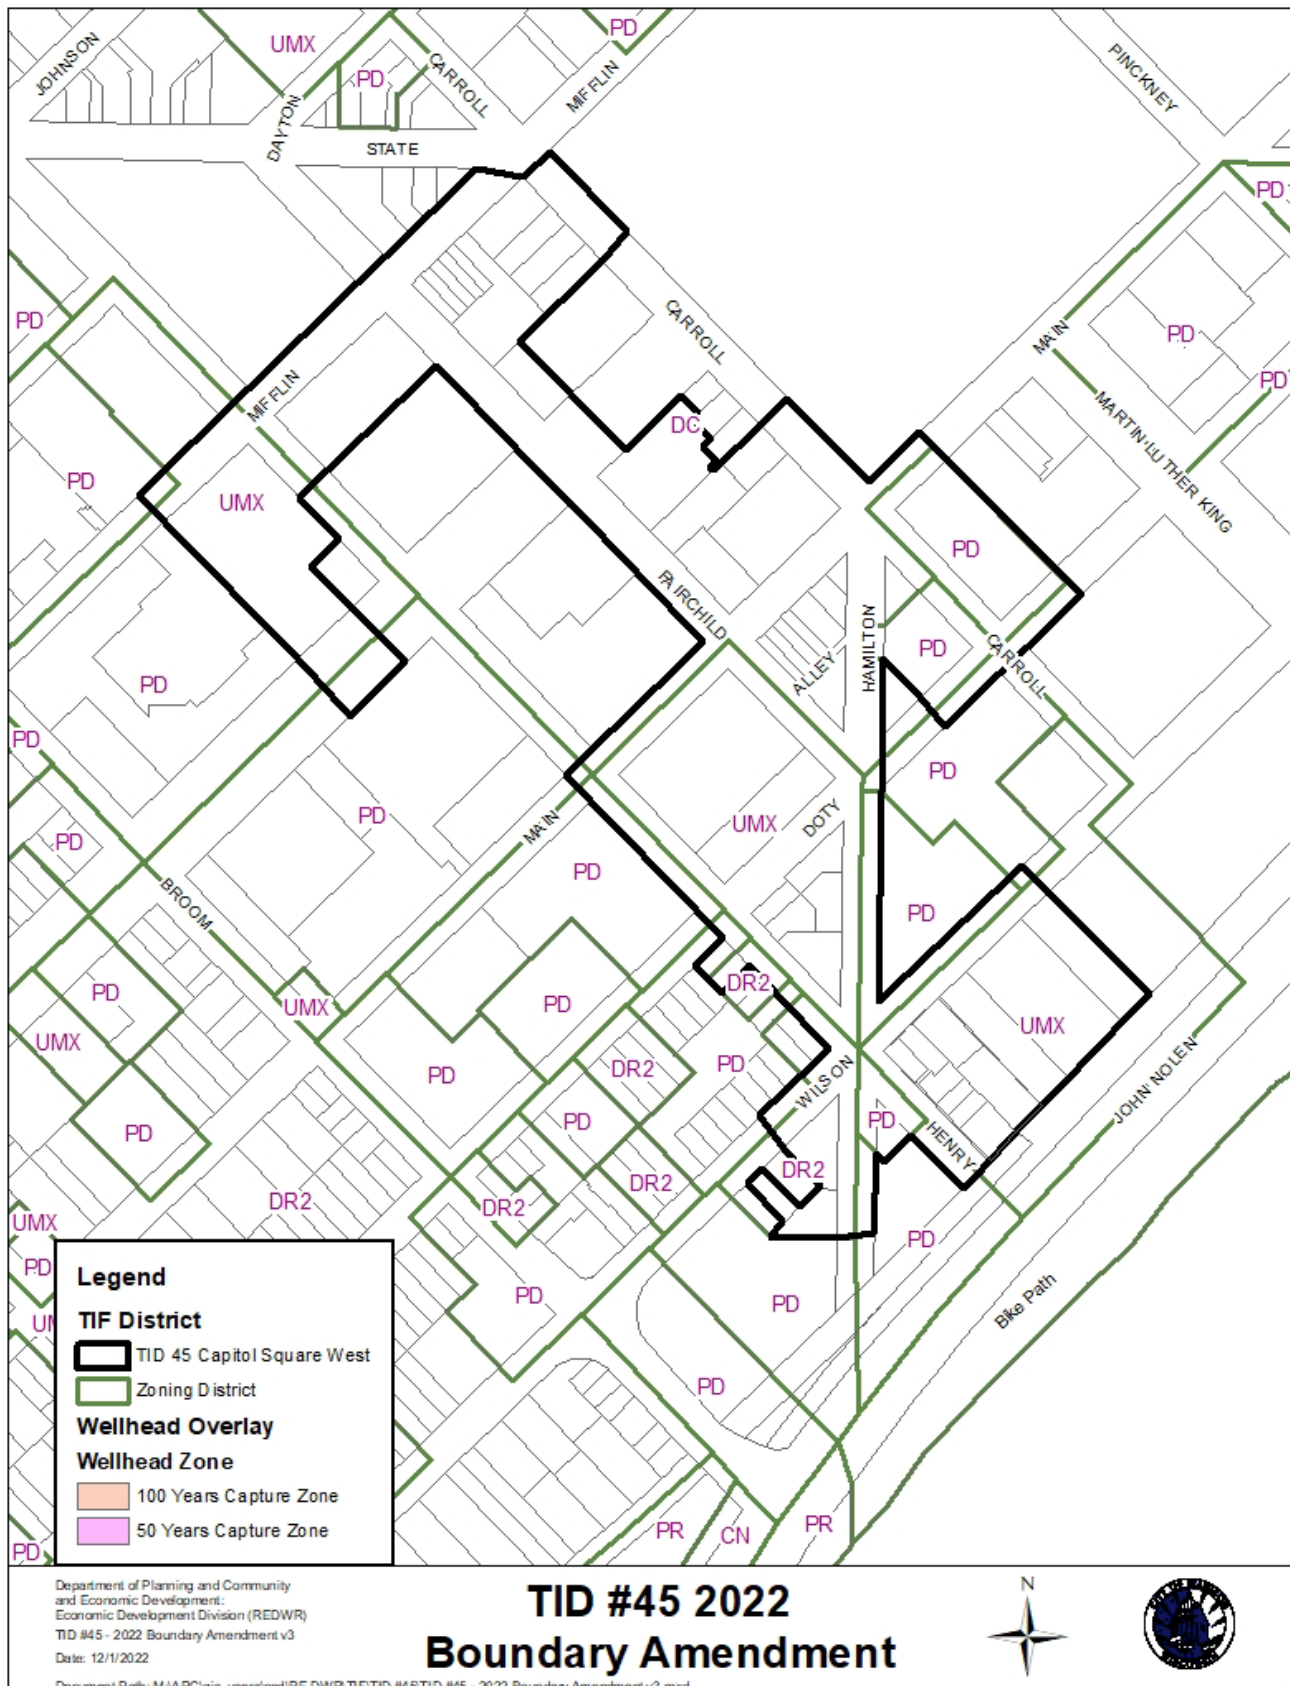 PD
UMX
JOHNSON
CARROLL
PD
MIFFLIN
PINCKNEY
DAYTON
STATE
PD
PD
CARROLL
MAIN
PD
MIFFLIN
PD
MARTIN LUTHER KING
DC
PD
UMX
PD
FAIRCHILD
HAMILTON
PD
CARROLL
ALLEY
PD
PD
PD
PD
UMX
DOTY
MAIN
PD
PD
PD
BROOM
PD
DR2
PD
UMX
PD
UMX
UMX
WILSON
JOHN NOLEN
DR2
PD
PD
PD
PD
HENRY
PD
DR2
DR2
DR2
DR2
UMX
PD
PD
PD
PD
Bike Path
PD
PR
CN
PR
PD
Legend
TIF District
TID 45 Capitol Square West
Zoning District
Wellhead Overlay
Wellhead Zone
100 Years Capture Zone
50 Years Capture Zone
Department of Planning and Community
and Economic Development:
Economic Development Division (REDWR)
TID #45 - 2022 Boundary Amendment v3
Date: 12/1/2022
TID #45 2022
Boundary Amendment
N